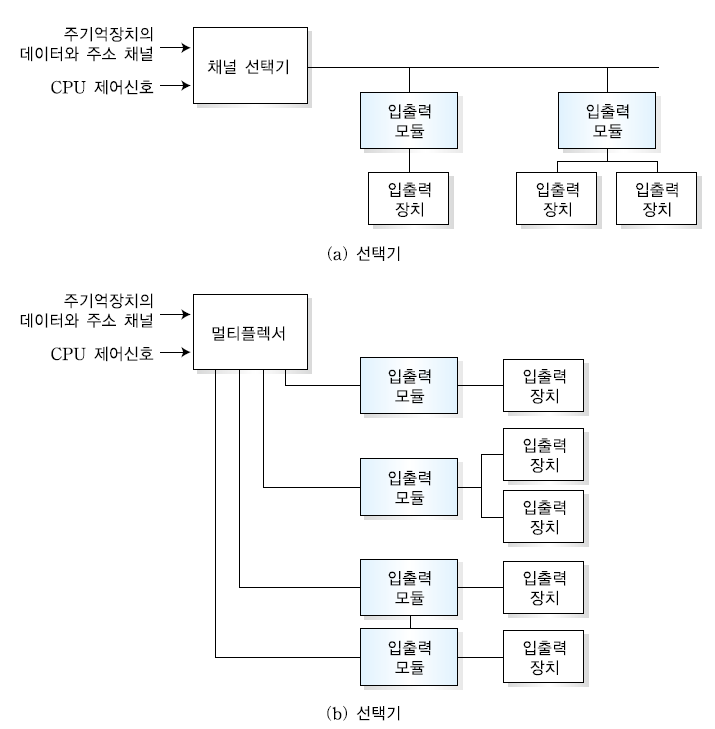 주기억장치의
데이터와 주소 채널
CPU 제어신호
채널 선택기
입출력
모듈
입출력
모듈
입출력
장치
입출력
장치
입출력
장치
(a) 선택기
주기억장치의
데이터와 주소 채널
CPU 제어신호
멀티플렉서
입출력
모듈
입출력
장치
입출력
장치
입출력
모듈
입출력
장치
입출력
모듈
입출력
장치
입출력
모듈
입출력
장치
(b) 선택기